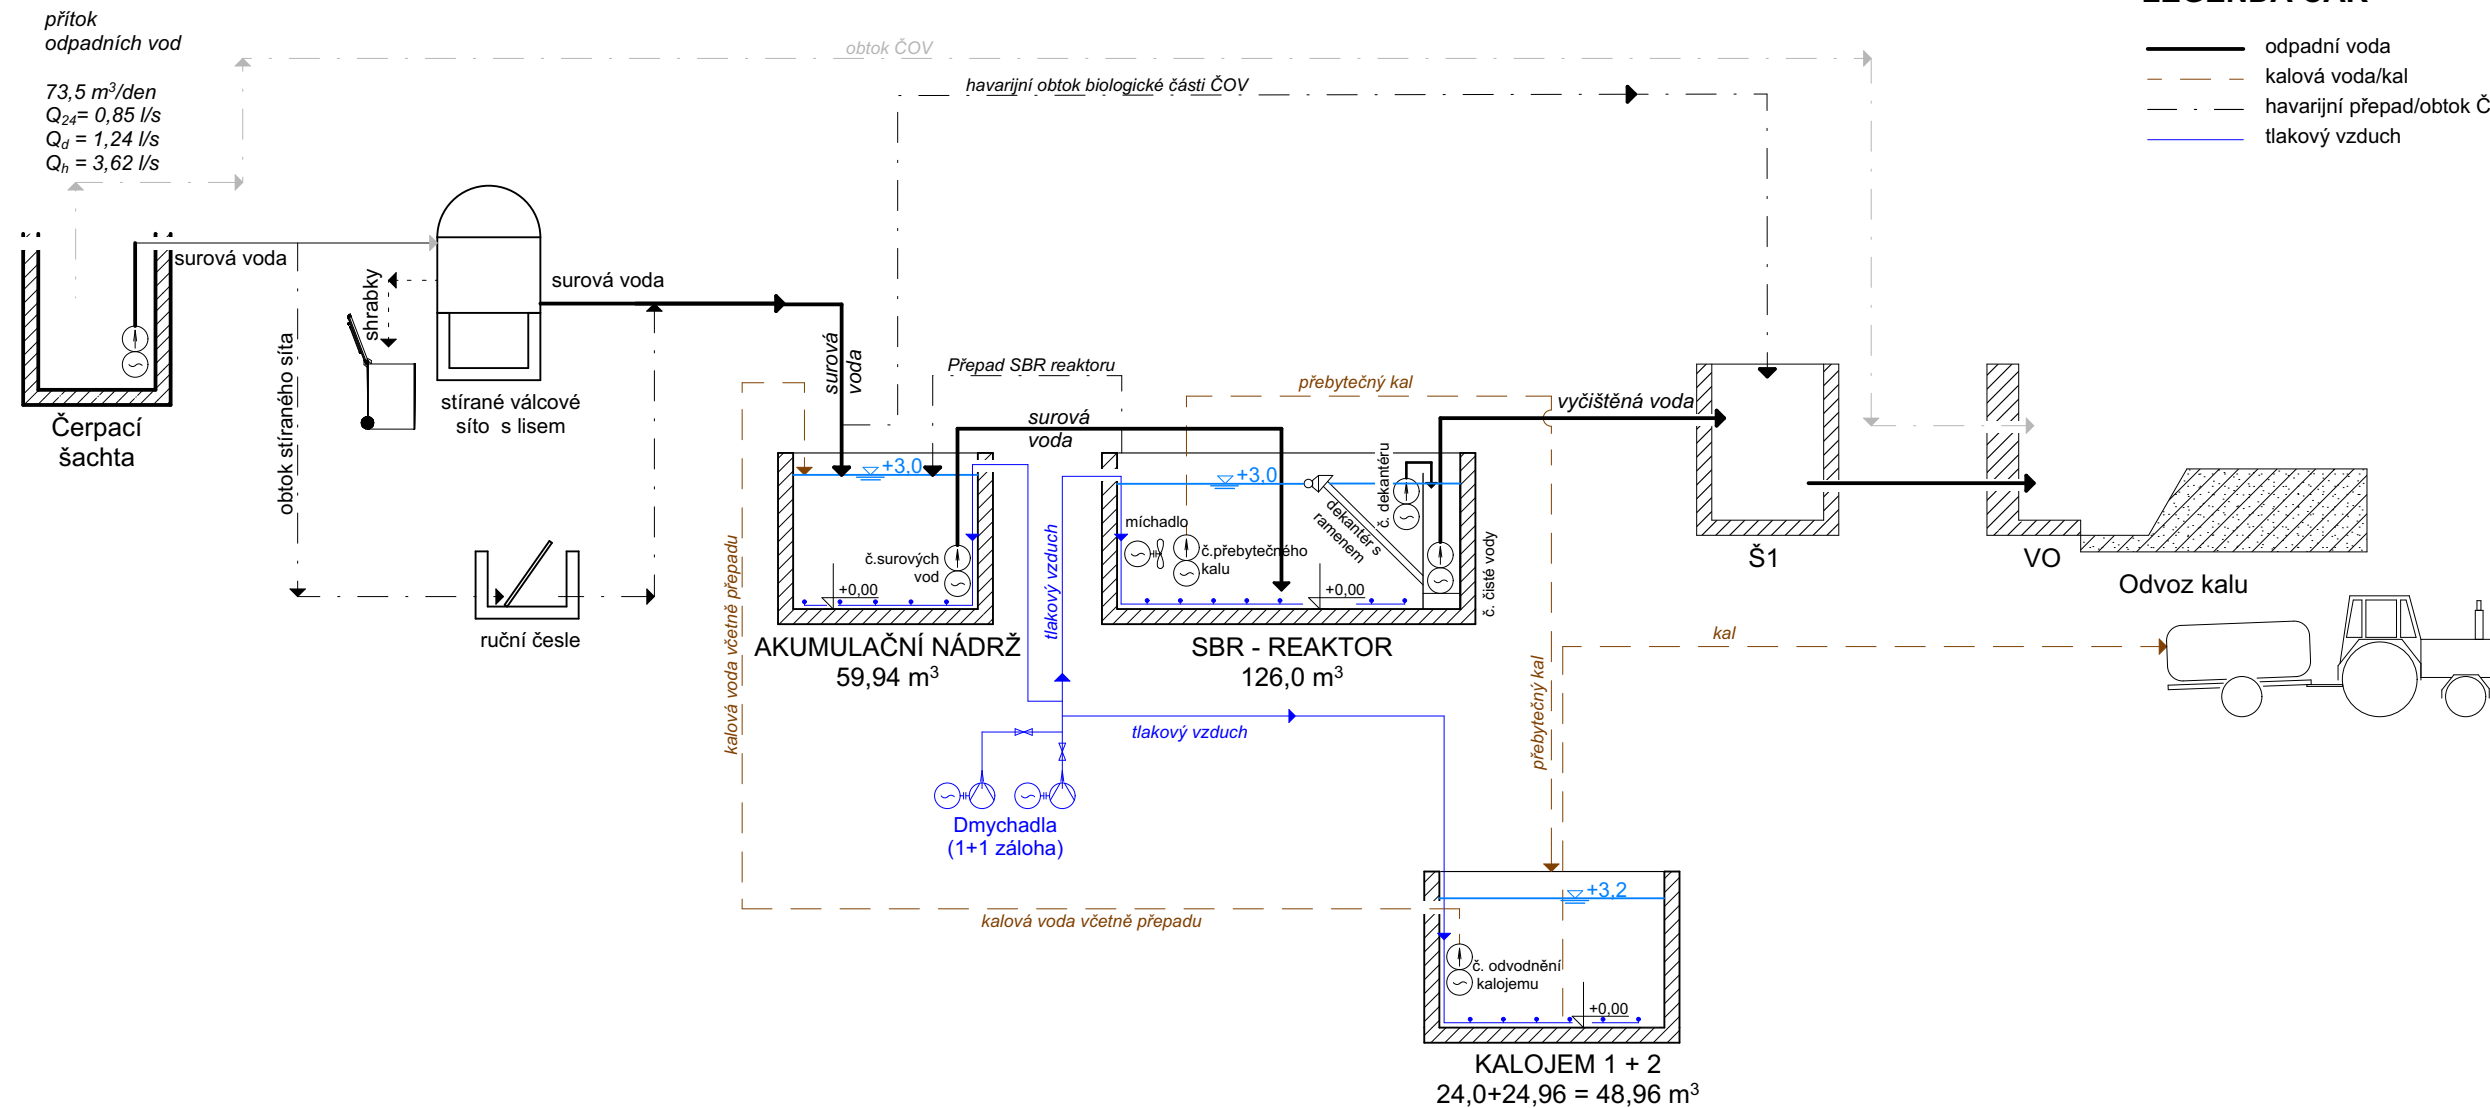 přítok
odpadních vod
73,5 m³/den
Q24= 0,85 l/s
Qd = 1,24 l/s
Qh = 3,62 l/s
obtok ČOV
havarijní obtok biologické části ČOV
odpadní voda
kalová voda/kal
havarijní přepad/obtok Č
tlakový vzduch
surová voda
shrabky
surová voda
obtok stíraného síta
stírané válcové
síto s lisem
Čerpací
šachta
ruční česle
surová
voda
Přepad SBR reaktoru
surová
voda
přebytečný kal
vyčištěná voda
+3,0
č.surových
vod
+0,00
AKUMULAČNÍ NÁDRŽ
59,94 m³
kalová voda včetně přepadu
tlakový vzduch
+3,0
míchadlo
č.přebytečného
kalu
dekantér s
ramenem
č. dekantéru
č. čisté vody
+0,00
SBR - REAKTOR
126,0 m³
Š1
VO
Odvoz kalu
kal
přebytečný kal
tlakový vzduch
Dmychadla
(1+1 záloha)
kalová voda včetně přepadu
+3,2
č. odvodnění
kalojemu
+0,00
KALOJEM 1 + 2
24,0+24,96 = 48,96 m³